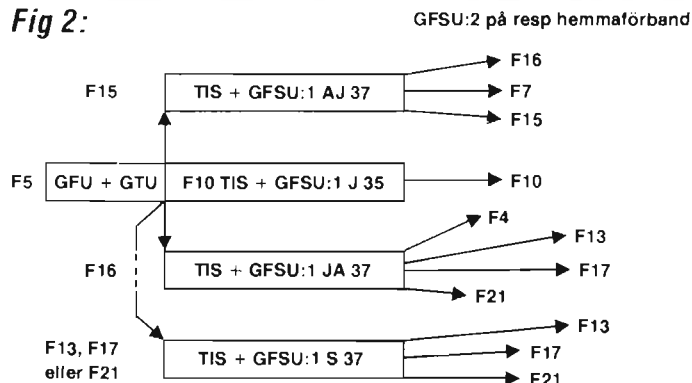 Fig 2:
GFSU:2 på resp hemmaförband
F15
TIS + GFSU:1 AJ 37
F16
F7
F15
F5
GFU + GTU
F10 TIS + GFSU:1 J 35
F10
F16
TIS + GFSU:1 JA 37
F4
F13
F17
F21
F13, F17
eller F21
TIS + GFSU:1 S 37
F13
F17
F21